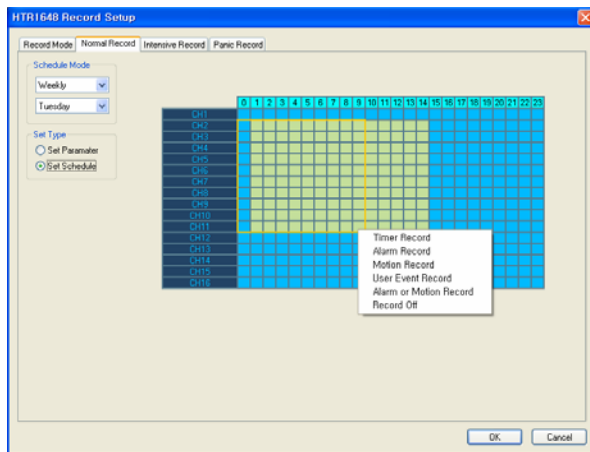 HTR1648 Record Setup
Record Mode Normal Record Intensive Record Panic Record
Schedule Mode
Weekly
Tuesday
Set Type
Set Paramater
Set Schedule
0 1 2 3 4 5 6 7 8 9 10 11 12 13 14 15 16 17 18 19 20 21 22 23
CH1
CH2
CH3
CH4
CH5
CH6
CH7
CH8
CH9
CH10
CH11
CH12
CH13
CH14
CH15
CH16
Timer Record
Alarm Record
Motion Record
User Event Record
Alarm or Motion Record
Record Off
OK Cancel